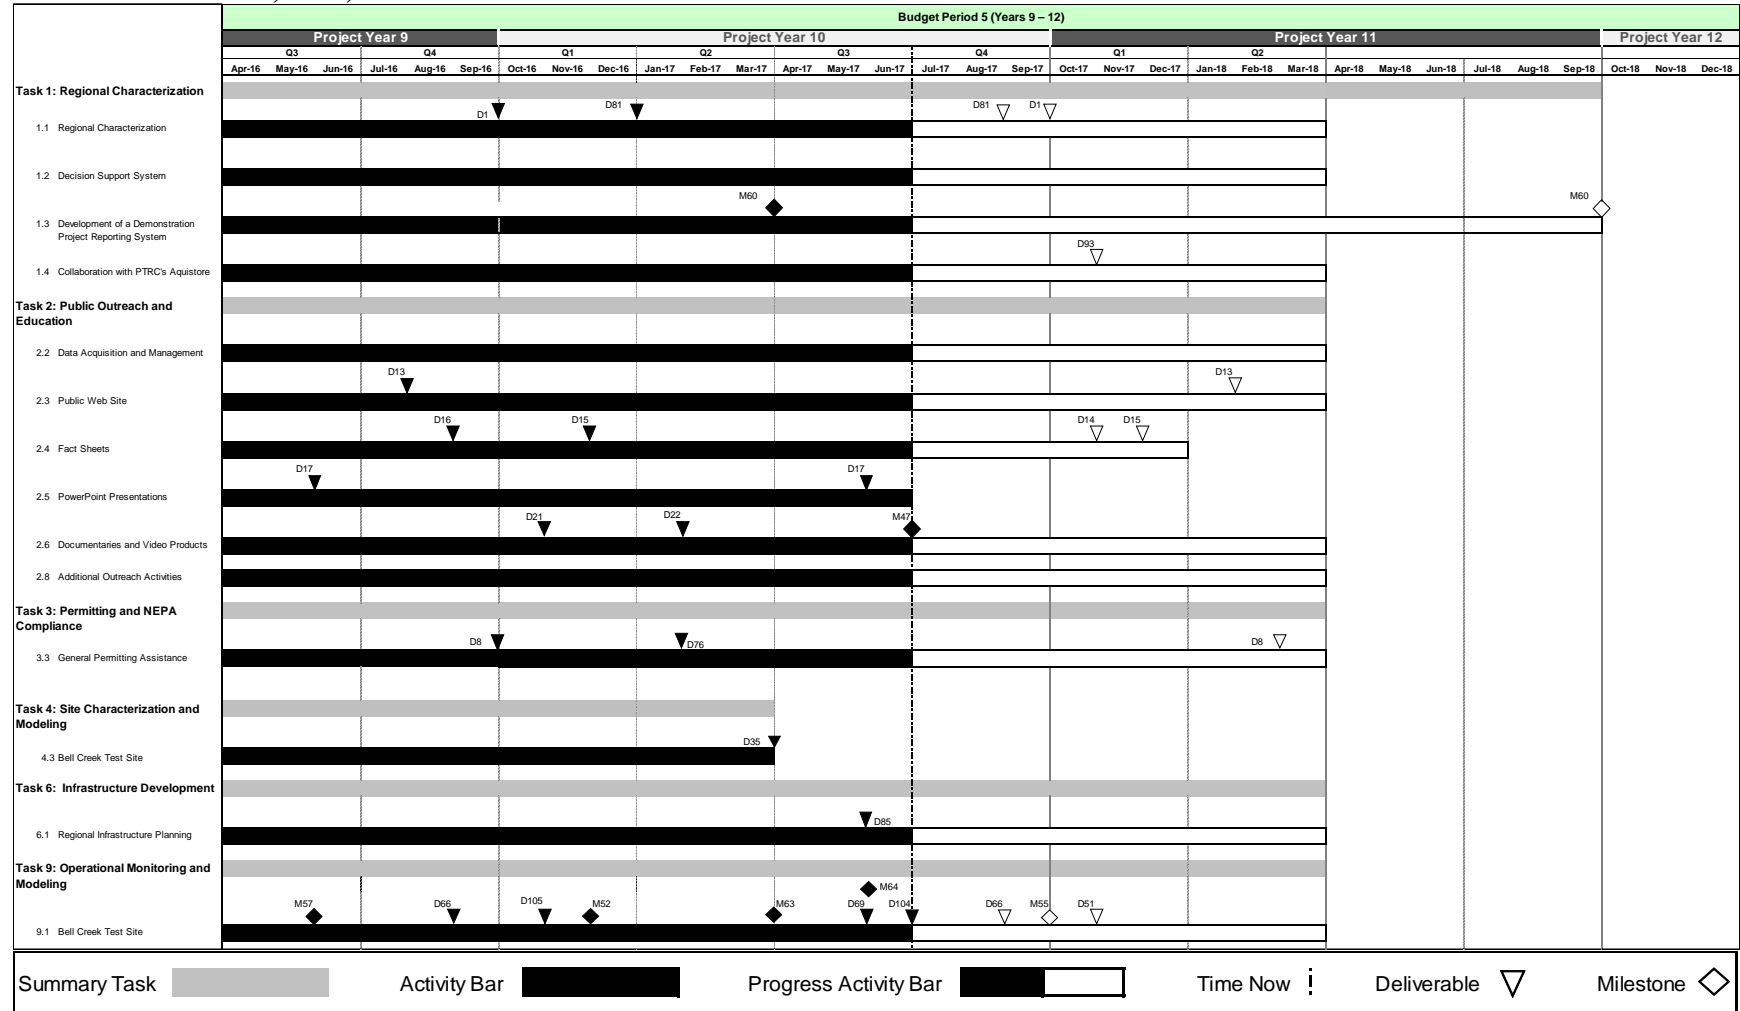 Budget Period 5 (Years 9 – 12)
Project Year 9 Project Year 10 Project Year 11 Project Year 12
Q3 Q4 Q1 Q2 Q3 Q4 Q1 Q2
Apr-16 May-16 Jun-16 Jul-16 Aug-16 Sep-16 Oct-16 Nov-16 Dec-16 Jan-17 Feb-17 Mar-17 Apr-17 May-17 Jun-17 Jul-17 Aug-17 Sep-17 Oct-17 Nov-17 Dec-17 Jan-18 Feb-18 Mar-18 Apr-18 May-18 Jun-18 Jul-18 Aug-18 Sep-18 Oct-18 Nov-18 Dec-18
Task 1: Regional Characterization
D1 D81 D81 D1
1.1 Regional Characterization
1.2 Decision Support System
M60 M60
1.3 Development of a Demonstration
Project Reporting System
D93
1.4 Collaboration with PTRC's Aquistore
Task 2: Public Outreach and
Education
2.2 Data Acquisition and Management
D13 D13
2.3 Public Web Site
D16 D15 D14 D15
2.4 Fact Sheets
D17 D17
2.5 PowerPoint Presentations
D21 D22 M47
2.6 Documentaries and Video Products
2.8 Additional Outreach Activities
Task 3: Permitting and NEPA
Compliance
D8 D76 D8
3.3 General Permitting Assistance
Task 4: Site Characterization and
Modeling
D35
4.3 Bell Creek Test Site
Task 6: Infrastructure Development
D85
6.1 Regional Infrastructure Planning
Task 9: Operational Monitoring and
Modeling
M64
M57 D66 D105 M52 M63 D69 D104 D66 M55 D51
9.1 Bell Creek Test Site
Summary Task Activity Bar Progress Activity Bar Time Now Deliverable Milestone